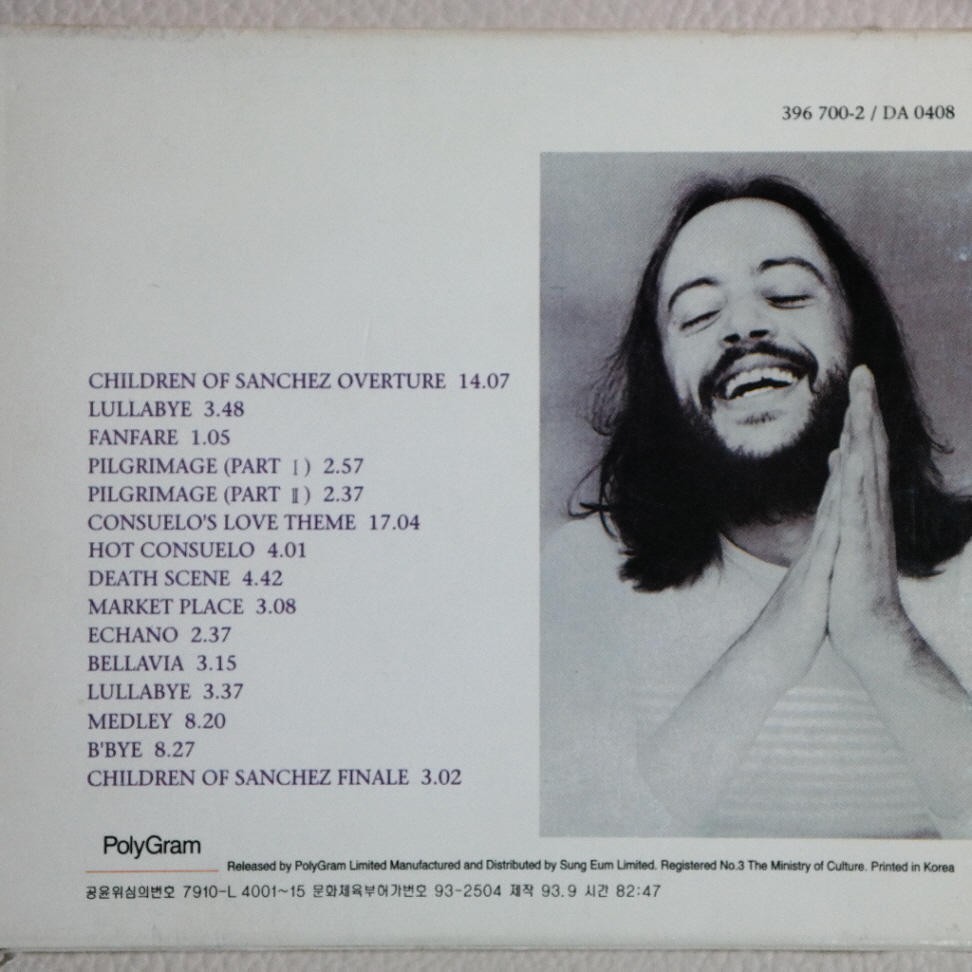 396 700-2 / DA 0408
CHILDREN OF SANCHEZ OVERTURE 14.07
LULLABYE 3.48
FANFARE 1.05
PILGRIMAGE (PART Ⅰ) 2.57
PILGRIMAGE (PART Ⅱ) 2.37
CONSUELO'S LOVE THEME 17.04
HOT CONSUELO 4.01
DEATH SCENE 4.42
MARKET PLACE 3.08
ECHANO 2.37
BELLAVIA 3.15
LULLABYE 3.37
MEDLEY 8.20
B'BYE 8.27
CHILDREN OF SANCHEZ FINALE 3.02
PolyGram
Released by PolyGram Limited Manufactured and Distributed by Sung Eum Limited. Registered No.3 The Ministry of Culture. Printed in Korea
공윤위심의번호 7910-L 4001~15 문화체육부허가번호 93-2504 제작 93.9 시간 82:47